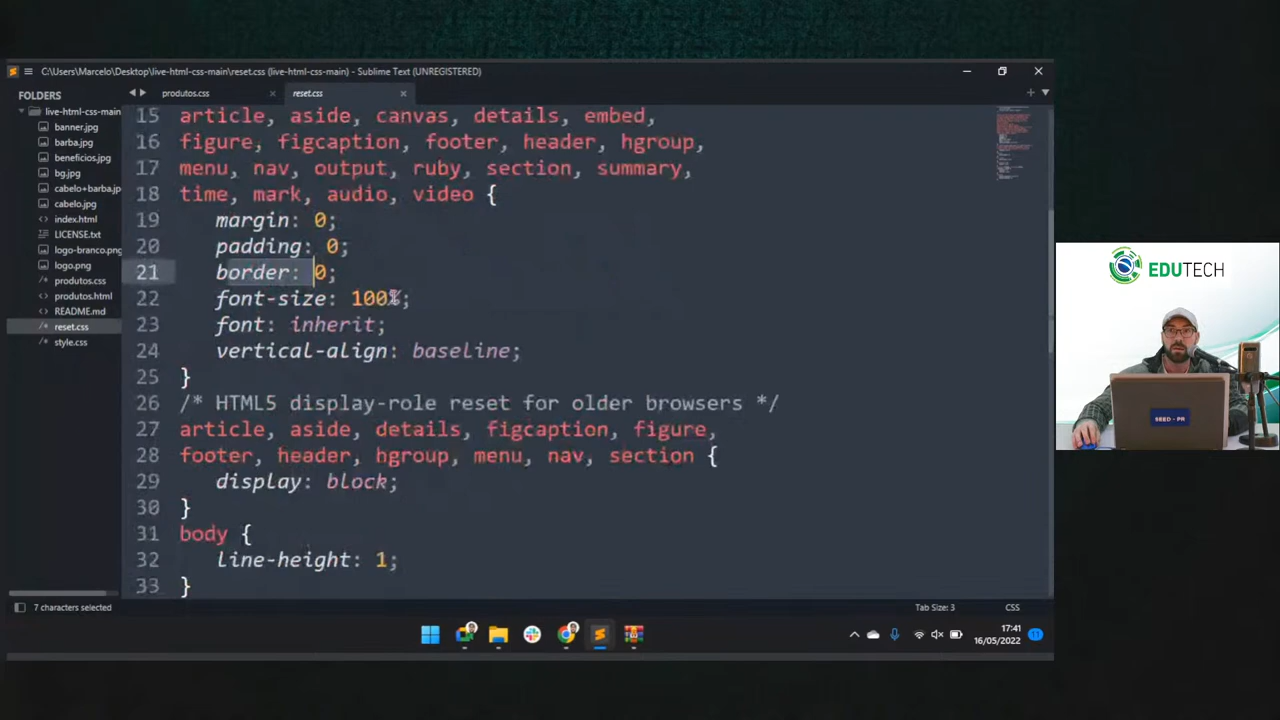 C:\Users\Marcelo\Desktop\live-html-css-main\reset.css (live-html-css-main) - Sublime Text (UNREGISTERED)
FOLDERS
live-html-css-main
banner.jpg
barba.jpg
beneficios.jpg
bg.jpg
cabelo+barba.jp
cabelo.jpg
index.html
LICENSE.txt
logo-branco.png
logo.png
produtos.css
produtos.html
README.md
reset.css
style.css
produtos.css
reset.css
15 article, aside, canvas, details, embed,
16 figure, figcaption, footer, header, hgroup,
17 menu, nav, output, ruby, section, summary,
18 time, mark, audio, video {
19 margin: 0;
20 padding: 0;
21 border: 0;
22 font-size: 100%;
23 font: inherit;
24 vertical-align: baseline;
25 }
26 /* HTML5 display-role reset for older browsers */
27 article, aside, details, figcaption, figure,
28 footer, header, hgroup, menu, nav, section {
29 display: block;
30 }
31 body {
32 line-height: 1;
33 }
7 characters selected
Tab Size: 3
CSS
17:41
16/05/2022
11
EDUTECH
SEED - PR